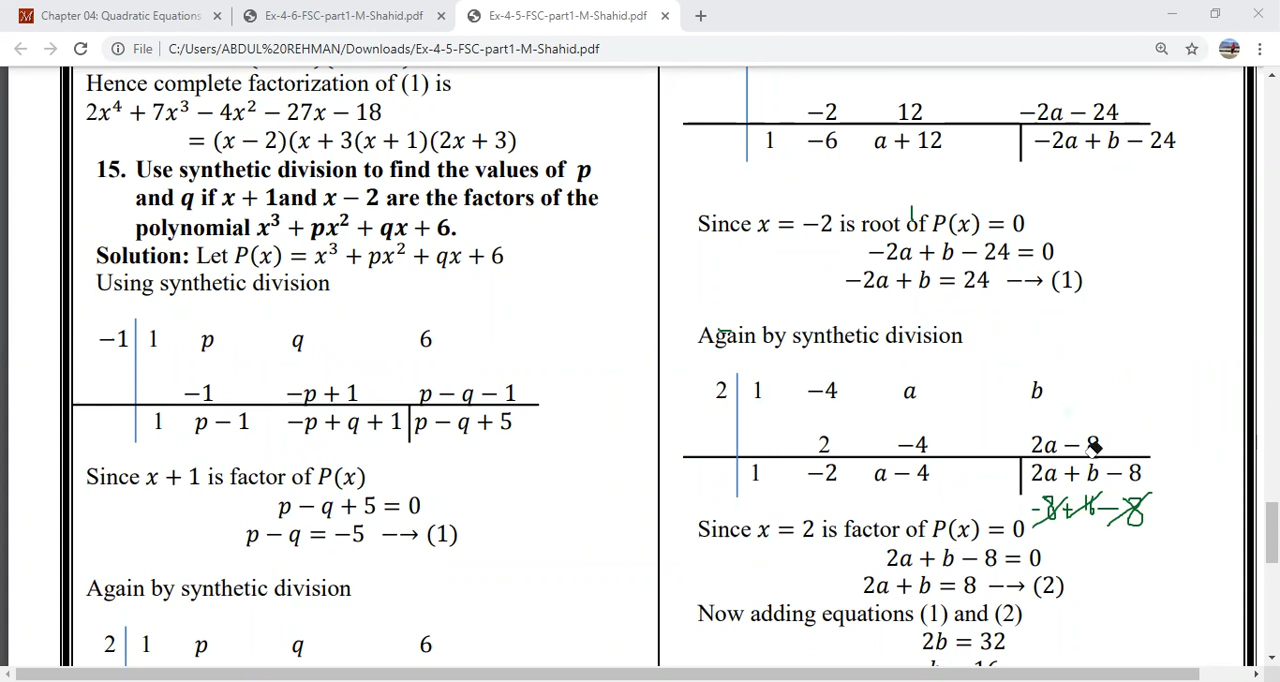 Chapter 04: Quadratic Equations
Ex-4-6-FSC-part1-M-Shahid.pdf
Ex-4-5-FSC-part1-M-Shahid.pdf
File C:/Users/ABDUL%20REHMAN/Downloads/Ex-4-5-FSC-part1-M-Shahid.pdf
Hence complete factorization of (1) is
2x⁴ + 7x³ − 4x² − 27x − 18
= (x − 2)(x + 3(x + 1)(2x + 3)
15. Use synthetic division to find the values of p
and q if x + 1and x − 2 are the factors of the
polynomial x³ + px² + qx + 6.
Solution: Let P(x) = x³ + px² + qx + 6
Using synthetic division
−1 1 p q 6
−1 −p + 1 p − q − 1
1 p − 1 −p + q + 1 p − q + 5
Since x + 1 is factor of P(x)
p − q + 5 = 0
p − q = −5 −→ (1)
Again by synthetic division
2 1 p q 6
−2 12 −2a − 24
1 −6 a + 12 −2a + b − 24
Since x = −2 is root of P(x) = 0
−2a + b − 24 = 0
−2a + b = 24 −→ (1)
Again by synthetic division
2 1 −4 a b
2 −4 2a − 8
1 −2 a − 4 2a + b − 8
Since x = 2 is factor of P(x) = 0
2a + b − 8 = 0
2a + b = 8 −→ (2)
Now adding equations (1) and (2)
2b = 32